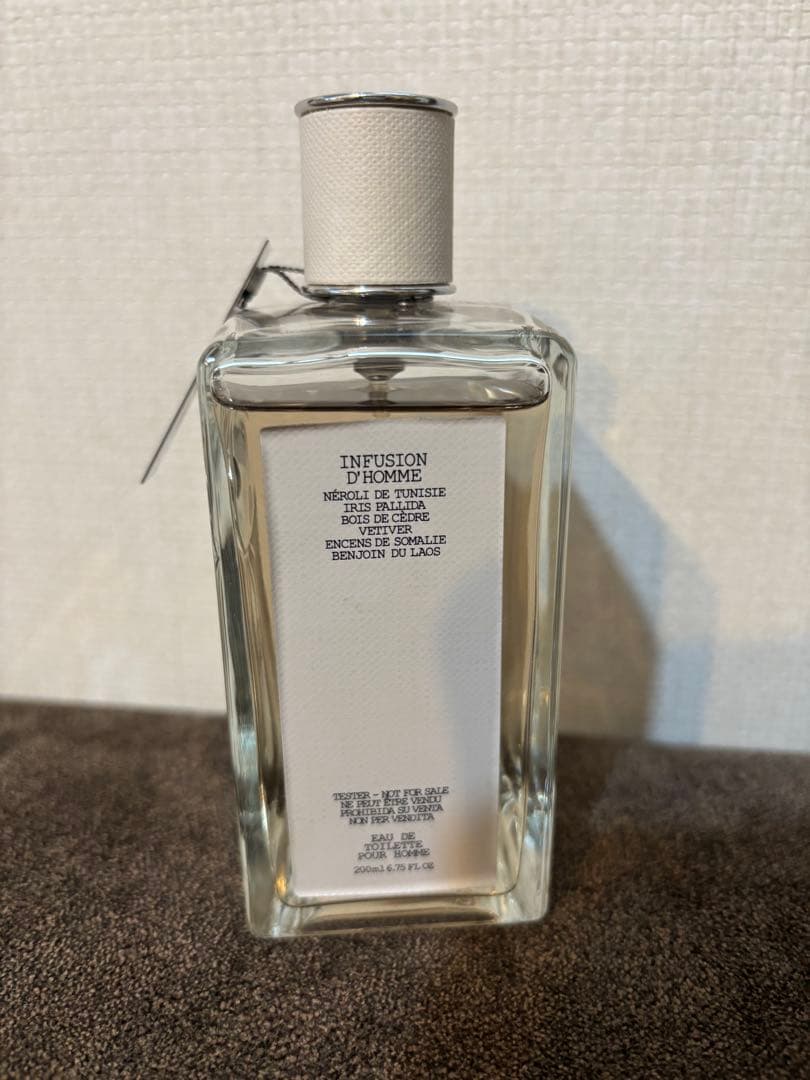 INFUSION
D'HOMME
NÉROLI DE TUNISIE
IRIS PALLIDA
BOIS DE CÈDRE
VETIVER
ENCENS DE SOMALIE
BENJOIN DU LAOS
TESTER - NOT FOR SALE
NE PEUT ÊTRE VENDU
PROHIBIDA SU VENTA
NON PER VENDITA
EAU DE
TOILETTE
POUR HOMME
200ml 6.75 FL OZ